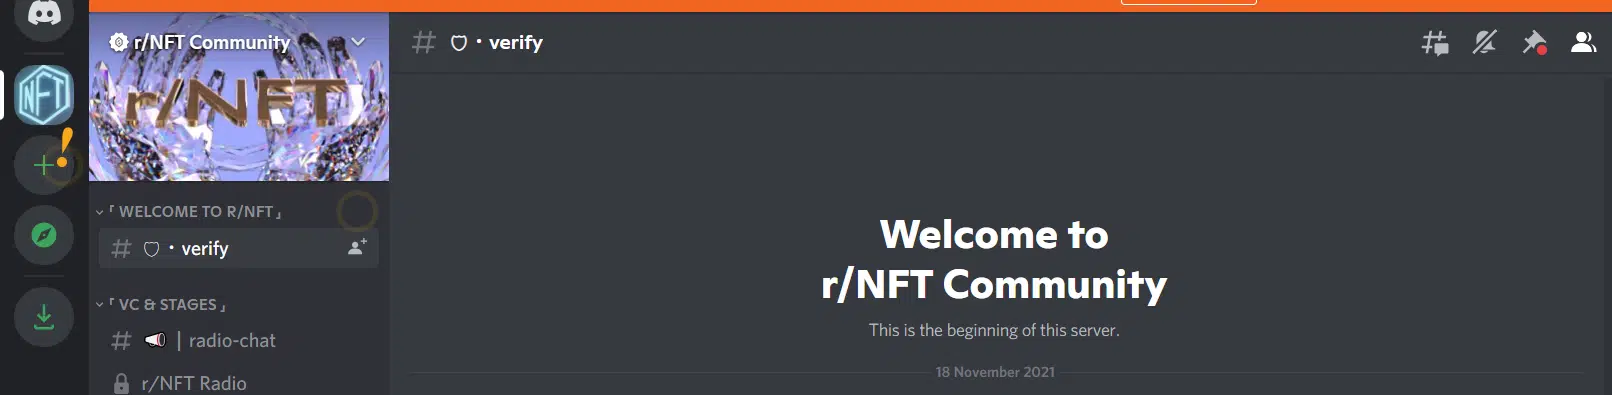 r/NFT Community
NFT
r/NFT
「 WELCOME TO R/NFT」
# • verify
「 VC & STAGES」
# | radio-chat
r/NFT Radio
# • verify
Welcome to
r/NFT Community
This is the beginning of this server.
18 November 2021